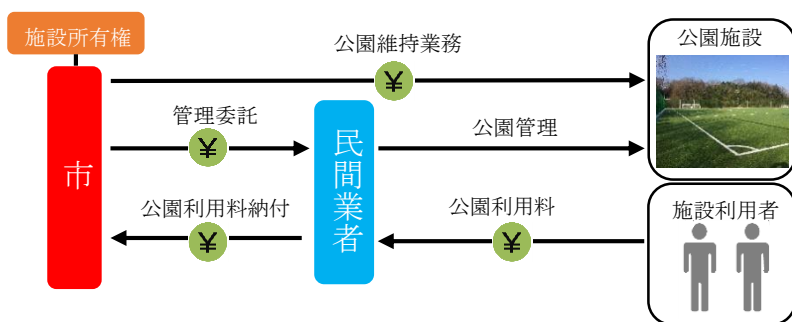 施設所有権
公園維持業務
¥
公園施設
管理委託
¥
公園管理
市
民間業者
公園利用料納付
¥
公園利用料
¥
施設利用者